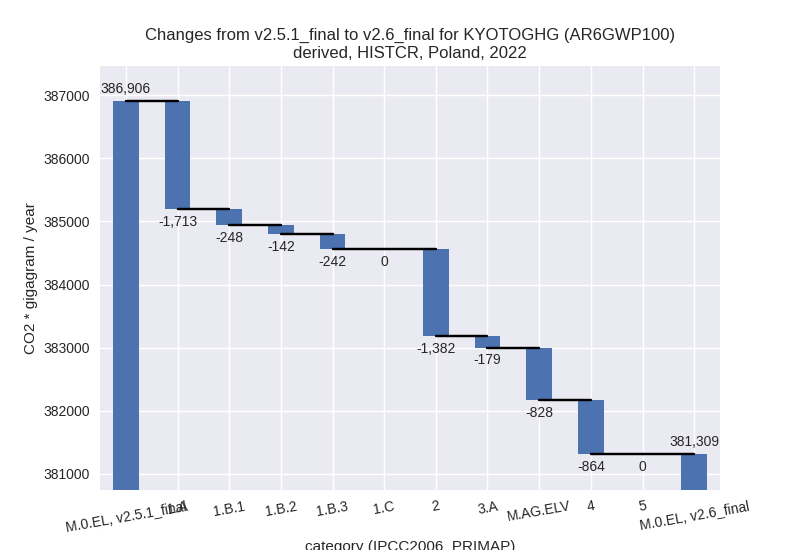 Changes from v2.5.1_final to v2.6_final for KYOTOGHG (AR6GWP100)
derived, HISTCR, Poland, 2022
CO2 * gigagram / year
387000
386000
385000
384000
383000
382000
381000
386,906
-1,713
-248
-142
-242
0
-1,382
-179
-828
-864
0
381,309
M.0.EL, v2.5.1_final
1.A
1.B.1
1.B.2
1.B.3
1.C
2
3.A
M.AG.ELV
4
5
M.0.EL, v2.6_final
category (IPCC2006_PRIMAP)